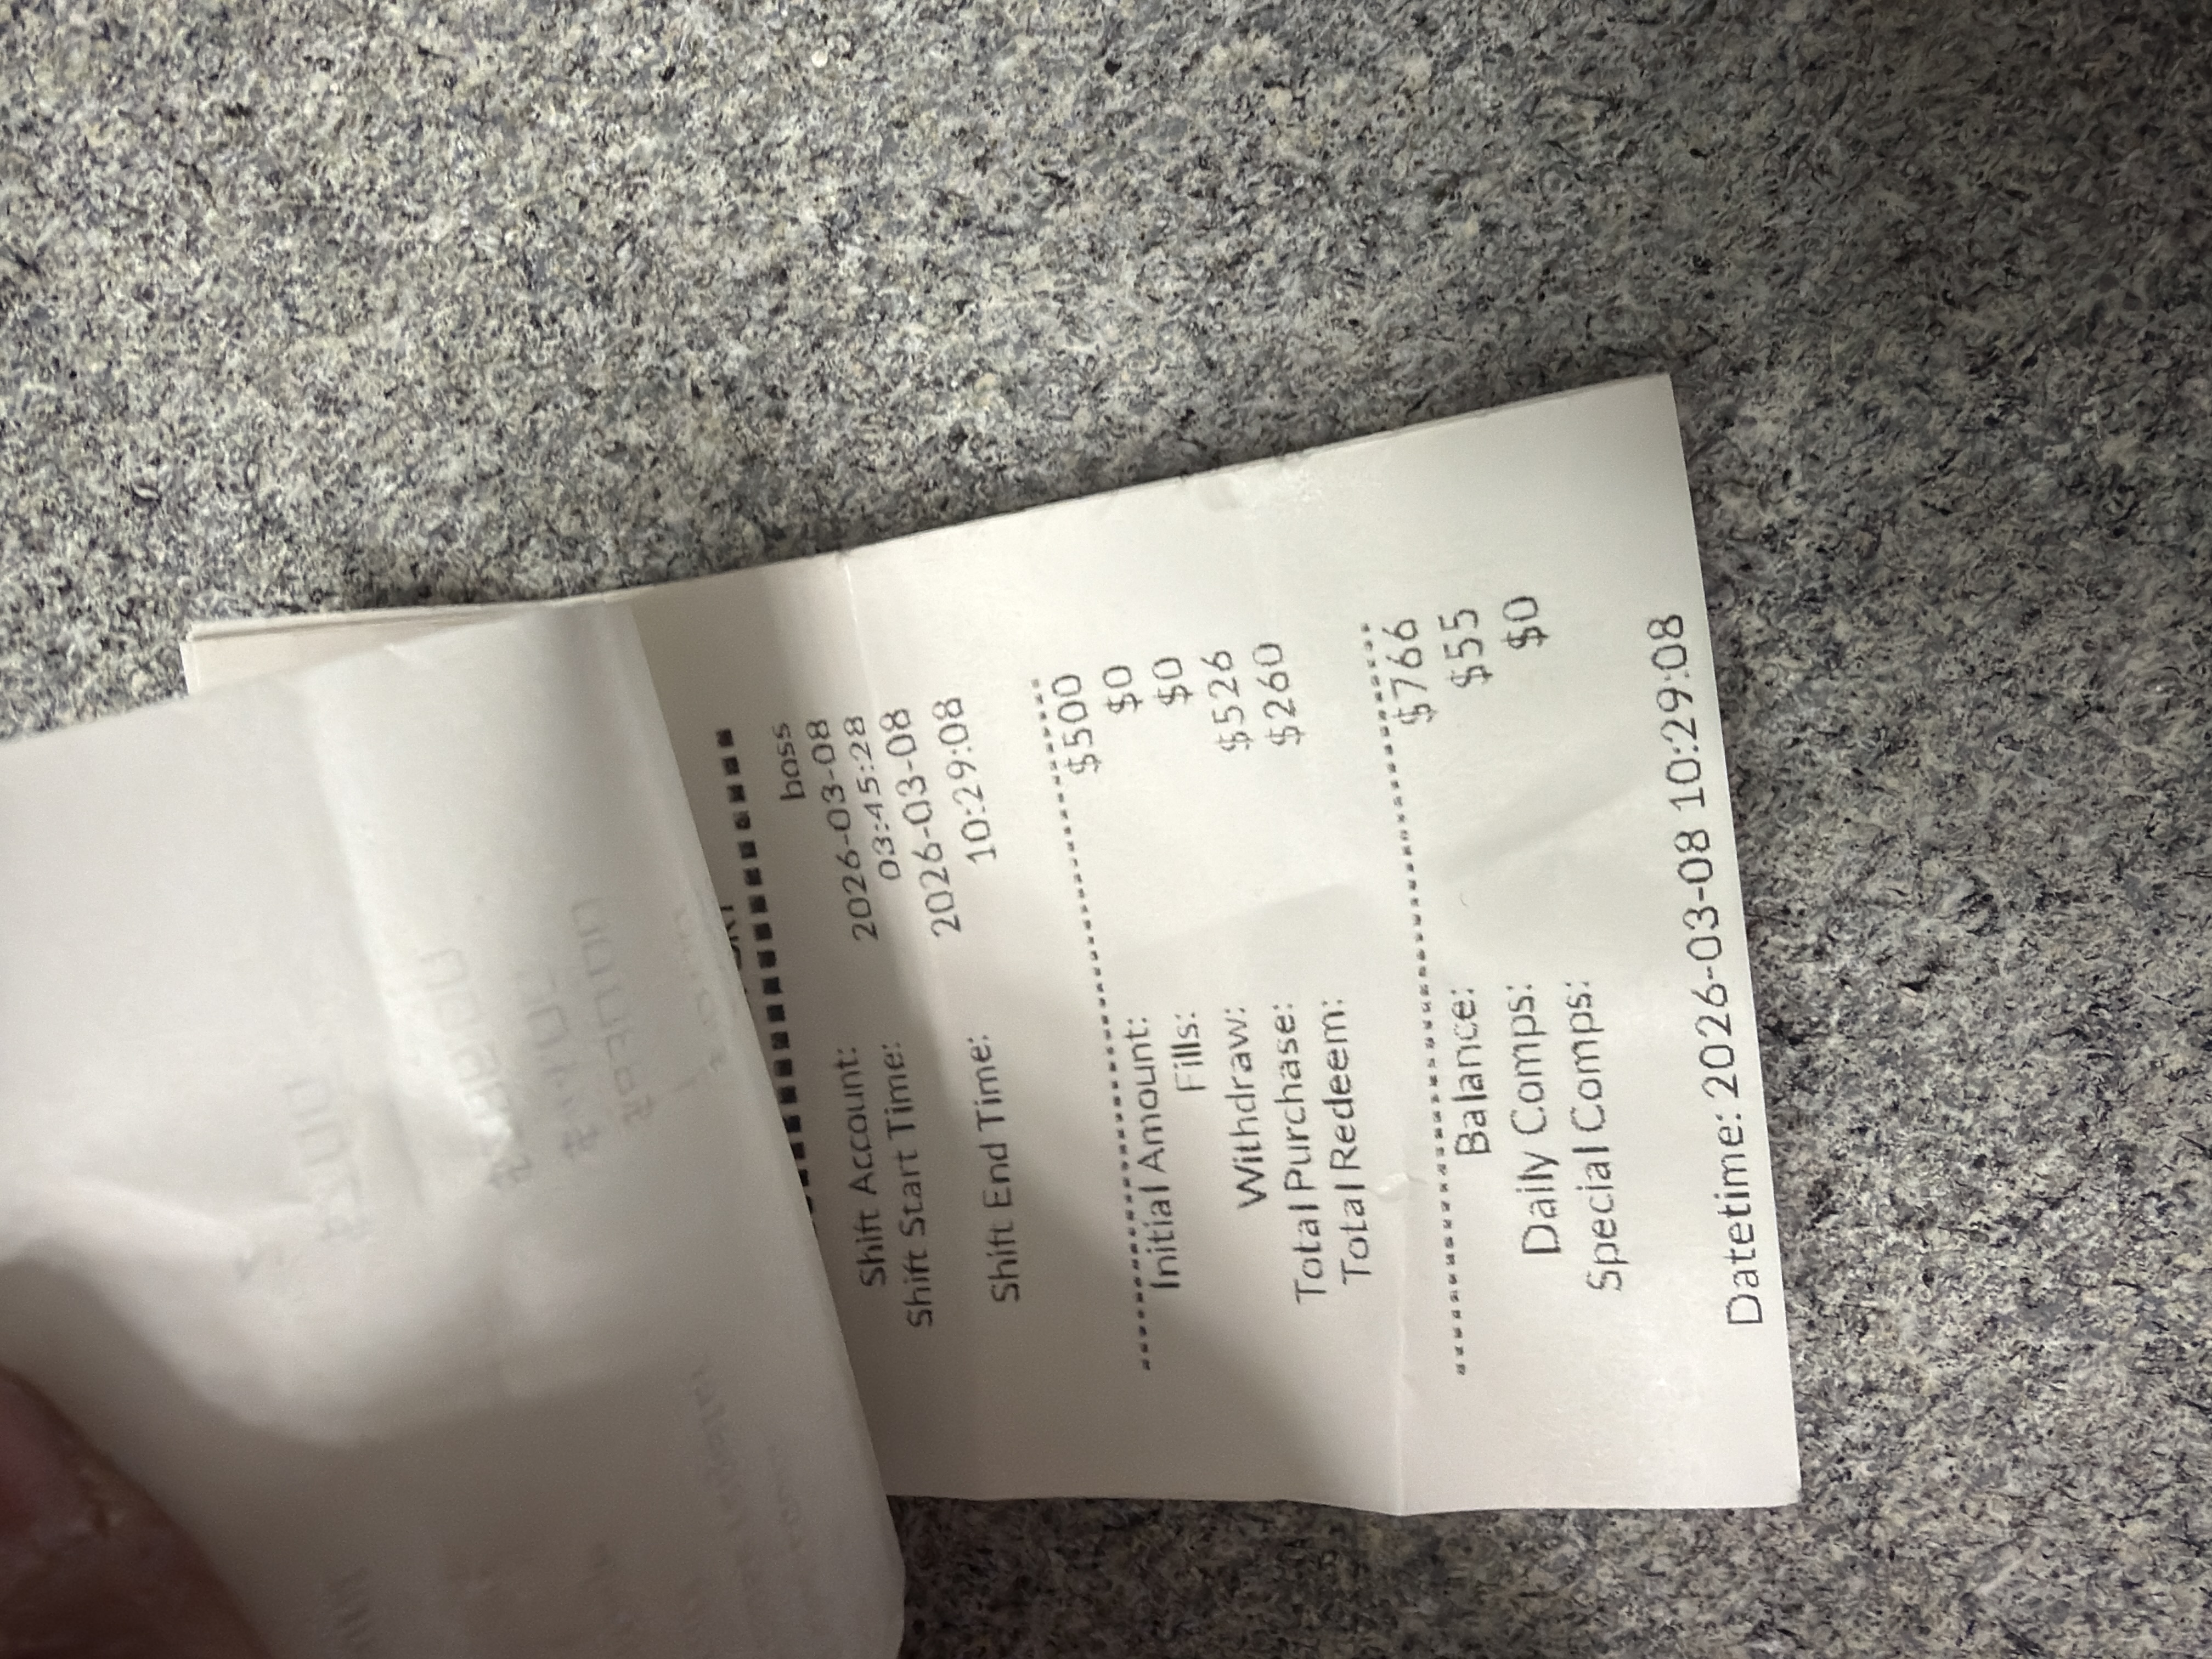 Shift Account: boss
Shift Start Time: 2026-03-08
03:45:28
Shift End Time: 2026-03-08
10:29:08
Initial Amount: $500
Fills: $0
Withdraw: $0
Total Purchase: $526
Total Redeem: $260
Balance: $766
Daily Comps: $55
Special Comps: $0
Datetime: 2026-03-08 10:29:08